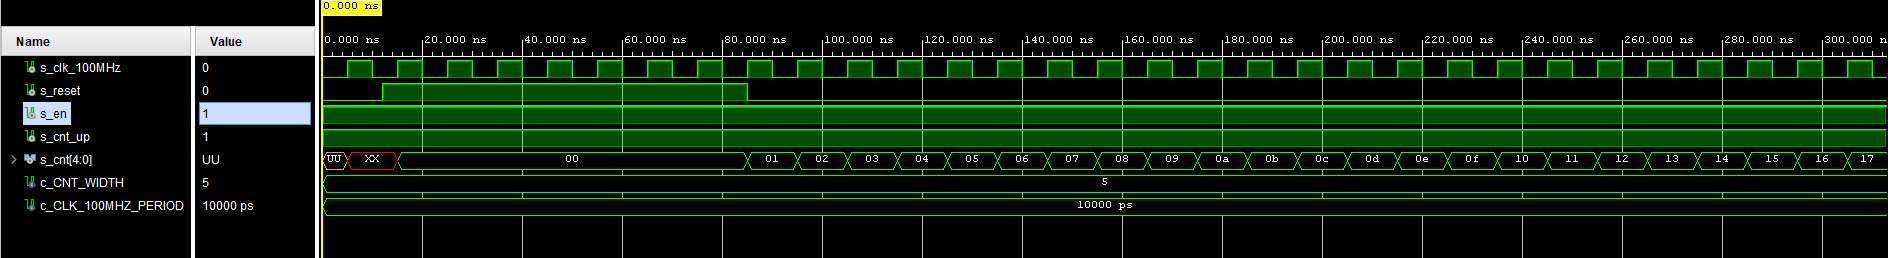 0.000 ns
Name Value
0.000 ns 20.000 ns 40.000 ns 60.000 ns 80.000 ns 100.000 ns 120.000 ns 140.000 ns 160.000 ns 180.000 ns 200.000 ns 220.000 ns 240.000 ns 260.000 ns 280.000 ns 300.000 n
s_clk_100MHz 0
s_reset 0
s_en 1
s_cnt_up 1
s_cnt[4:0] UU UU XX 00 01 02 03 04 05 06 07 08 09 0a 0b 0c 0d 0e 0f 10 11 12 13 14 15 16 17
c_CNT_WIDTH 5 5
c_CLK_100MHZ_PERIOD 10000 ps 10000 ps